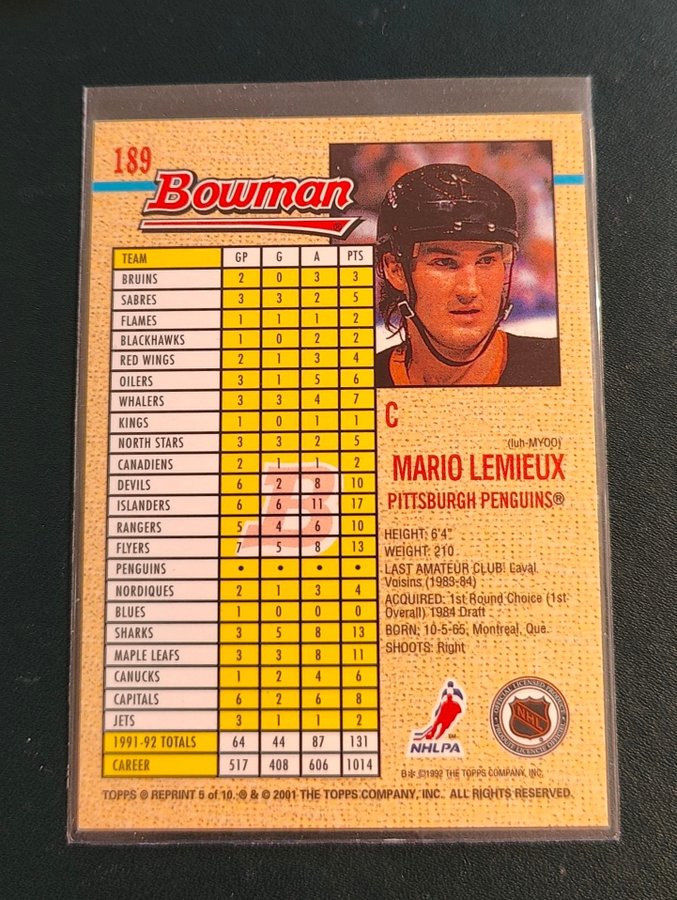 189
Bowman
TEAM GP G A PTS
BRUINS 2 0 3 3
SABRES 3 3 2 5
FLAMES 1 1 1 2
BLACKHAWKS 1 0 2 2
RED WINGS 2 1 3 4
OILERS 3 1 5 6
WHALERS 3 3 4 7
KINGS 1 0 1 1
NORTH STARS 3 3 2 5
CANADIENS 2 1 1 2
DEVILS 6 2 8 10
ISLANDERS 6 6 11 17
RANGERS 5 4 6 10
FLYERS 7 5 8 13
PENGUINS • • • •
NORDIQUES 2 1 3 4
BLUES 1 0 0 0
SHARKS 3 5 8 13
MAPLE LEAFS 3 3 8 11
CANUCKS 1 2 4 6
CAPITALS 6 2 6 8
JETS 3 1 1 2
1991-92 TOTALS 64 44 87 131
CAREER 517 408 606 1014
B
C
(luh-MYOO)
MARIO LEMIEUX
PITTSBURGH PENGUINS®
HEIGHT: 6'4"
WEIGHT: 210
LAST AMATEUR CLUB: Laval
Voisins (1983-84)
ACQUIRED: 1st Round Choice (1st
Overall) 1984 Draft
BORN: 10-5-65, Montreal, Que.
SHOOTS: Right
NHLPA
NHL
B* ©1992 THE TOPPS COMPANY, INC.
TOPPS ® REPRINT 5 of 10. ® & © 2001 THE TOPPS COMPANY, INC. ALL RIGHTS RESERVED.